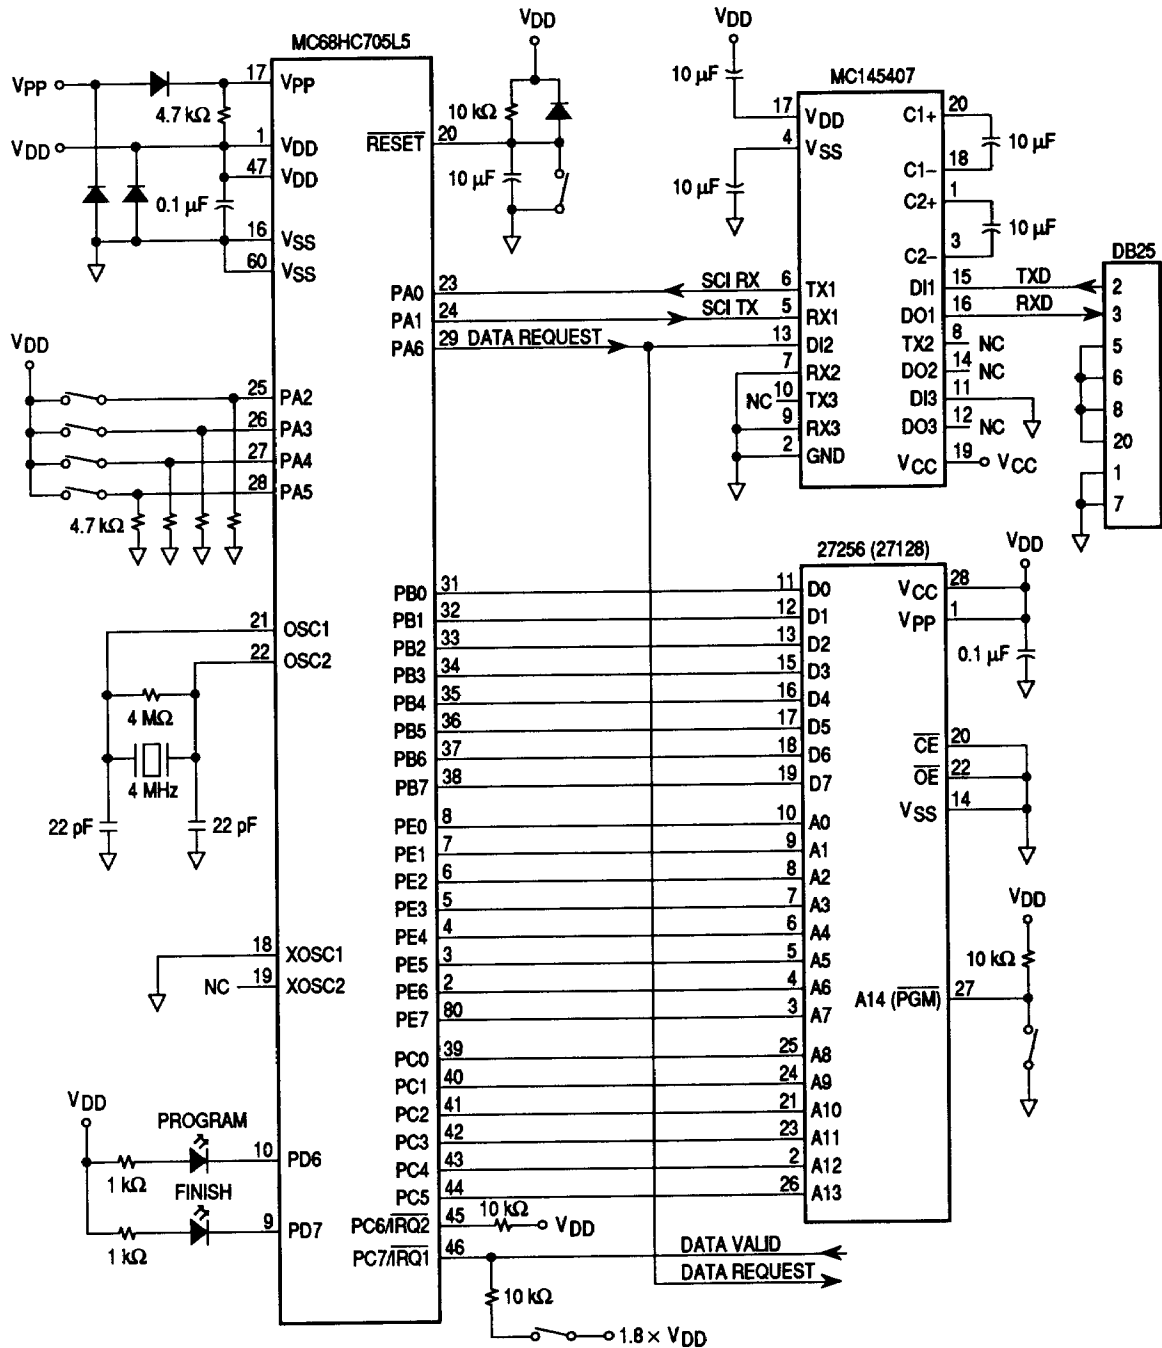 MC68HC705L5
VPP
17 VPP
4.7 kΩ
VDD
1 VDD
47 VDD
0.1 µF
16 VSS
60 VSS
VDD
10 kΩ
20 RESET
10 µF
VDD
10 µF
MC145407
17 VDD
4 VSS
10 µF
C1+ 20
10 µF
C1– 18
C2+ 1
10 µF
C2– 3
DB25
PA0 23 SCI RX 6 TX1
PA1 24 SCI TX 5 RX1
PA6 29 DATA REQUEST 13 DI2
7 RX2
NC 10 TX3
9 RX3
2 GND
DI1 15 TXD 2
DO1 16 RXD 3
TX2 8 NC
DO2 14 NC
DI3 11
DO3 12 NC
VCC 19 VCC
5
6
8
20
1
7
VDD
25 PA2
26 PA3
27 PA4
28 PA5
4.7 kΩ
27256 (27128)
VDD
PB0 31 11 D0
PB1 32 12 D1
PB2 33 13 D2
PB3 34 15 D3
PB4 35 16 D4
PB5 36 17 D5
PB6 37 18 D6
PB7 38 19 D7
VCC 28
VPP 1
0.1 µF
CE 20
OE 22
VSS 14
21 OSC1
22 OSC2
4 MΩ
4 MHz
22 pF
22 pF
PE0 8 10 A0
PE1 7 9 A1
PE2 6 8 A2
PE3 5 7 A3
PE4 4 6 A4
PE5 3 5 A5
PE6 2 4 A6
PE7 80 3 A7
VDD
10 kΩ
A14 (PGM) 27
18 XOSC1
NC 19 XOSC2
PC0 39 25 A8
PC1 40 24 A9
PC2 41 21 A10
PC3 42 23 A11
PC4 43 2 A12
PC5 44 26 A13
VDD
PROGRAM
10 PD6
1 kΩ
FINISH
9 PD7
1 kΩ
PC6/IRQ2 45 10 kΩ VDD
PC7/IRQ1 46 DATA VALID
DATA REQUEST
10 kΩ
1.8 × VDD